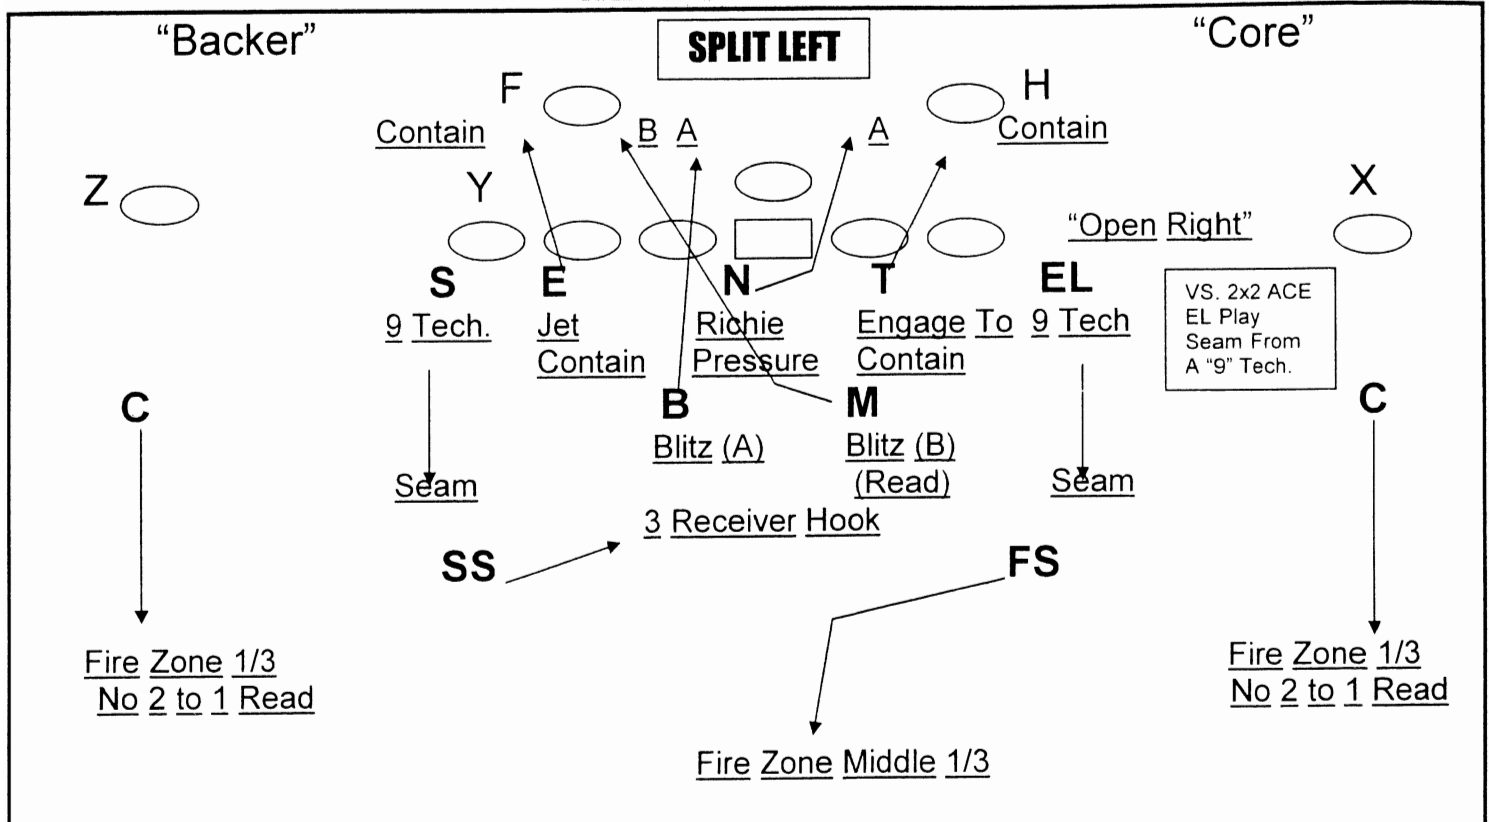 “Backer”
SPLIT LEFT
“Core”
F
H
Contain
B A
A
Contain
Z
Y
X
“Open Right”
S
E
N
T
EL
9 Tech.
Jet
Contain
Richie
Pressure
Engage To
Contain
9 Tech
VS. 2x2 ACE
EL Play
Seam From
A “9” Tech.
C
B
M
C
Blitz (A)
Blitz (B)
(Read)
Seam
Seam
3 Receiver Hook
SS
FS
Fire Zone 1/3
No 2 to 1 Read
Fire Zone 1/3
No 2 to 1 Read
Fire Zone Middle 1/3